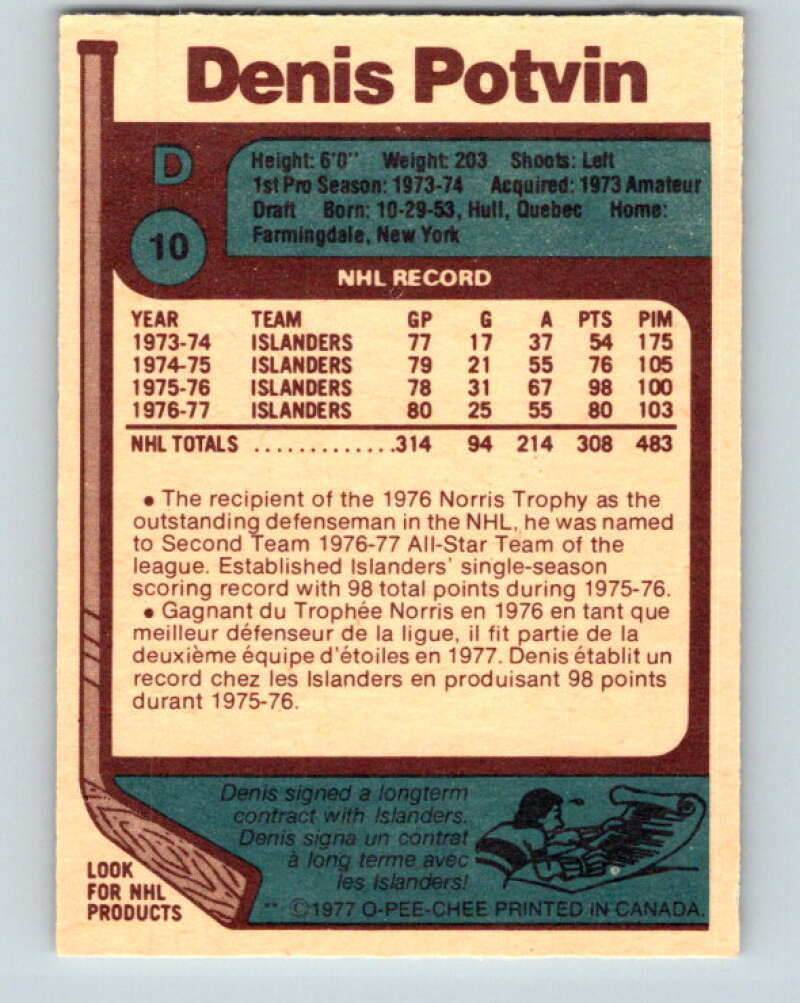 Denis Potvin
D
10
Height: 6'0" Weight: 203 Shoots: Left
1st Pro Season: 1973-74 Acquired: 1973 Amateur
Draft Born: 10-29-53, Hull, Quebec Home:
Farmingdale, New York
NHL RECORD
YEAR TEAM GP G A PTS PIM
1973-74 ISLANDERS 77 17 37 54 175
1974-75 ISLANDERS 79 21 55 76 105
1975-76 ISLANDERS 78 31 67 98 100
1976-77 ISLANDERS 80 25 55 80 103
NHL TOTALS .............314 94 214 308 483
• The recipient of the 1976 Norris Trophy as the
outstanding defenseman in the NHL, he was named
to Second Team 1976-77 All-Star Team of the
league. Established Islanders' single-season
scoring record with 98 total points during 1975-76.
• Gagnant du Trophée Norris en 1976 en tant que
meilleur défenseur de la ligue, il fit partie de la
deuxième équipe d'étoiles en 1977. Denis établit un
record chez les Islanders en produisant 98 points
durant 1975-76.
Denis signed a longterm
contract with Islanders.
Denis signa un contrat
à long terme avec
les Islanders!
LOOK
FOR NHL
PRODUCTS
** ©1977 O-PEE-CHEE PRINTED IN CANADA.